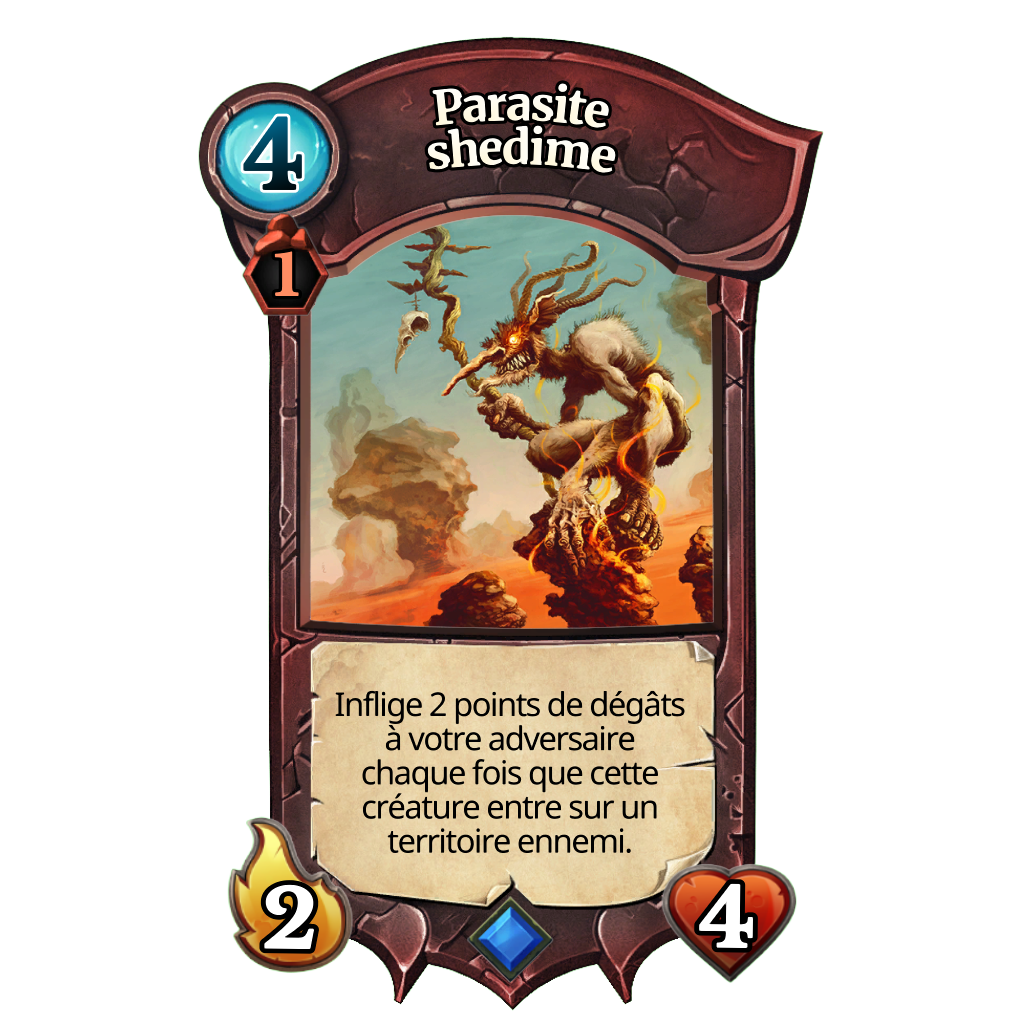 Parasite
shedime
4
1
Inflige 2 points de dégâts
à votre adversaire
chaque fois que cette
créature entre sur un
territoire ennemi.
2
4